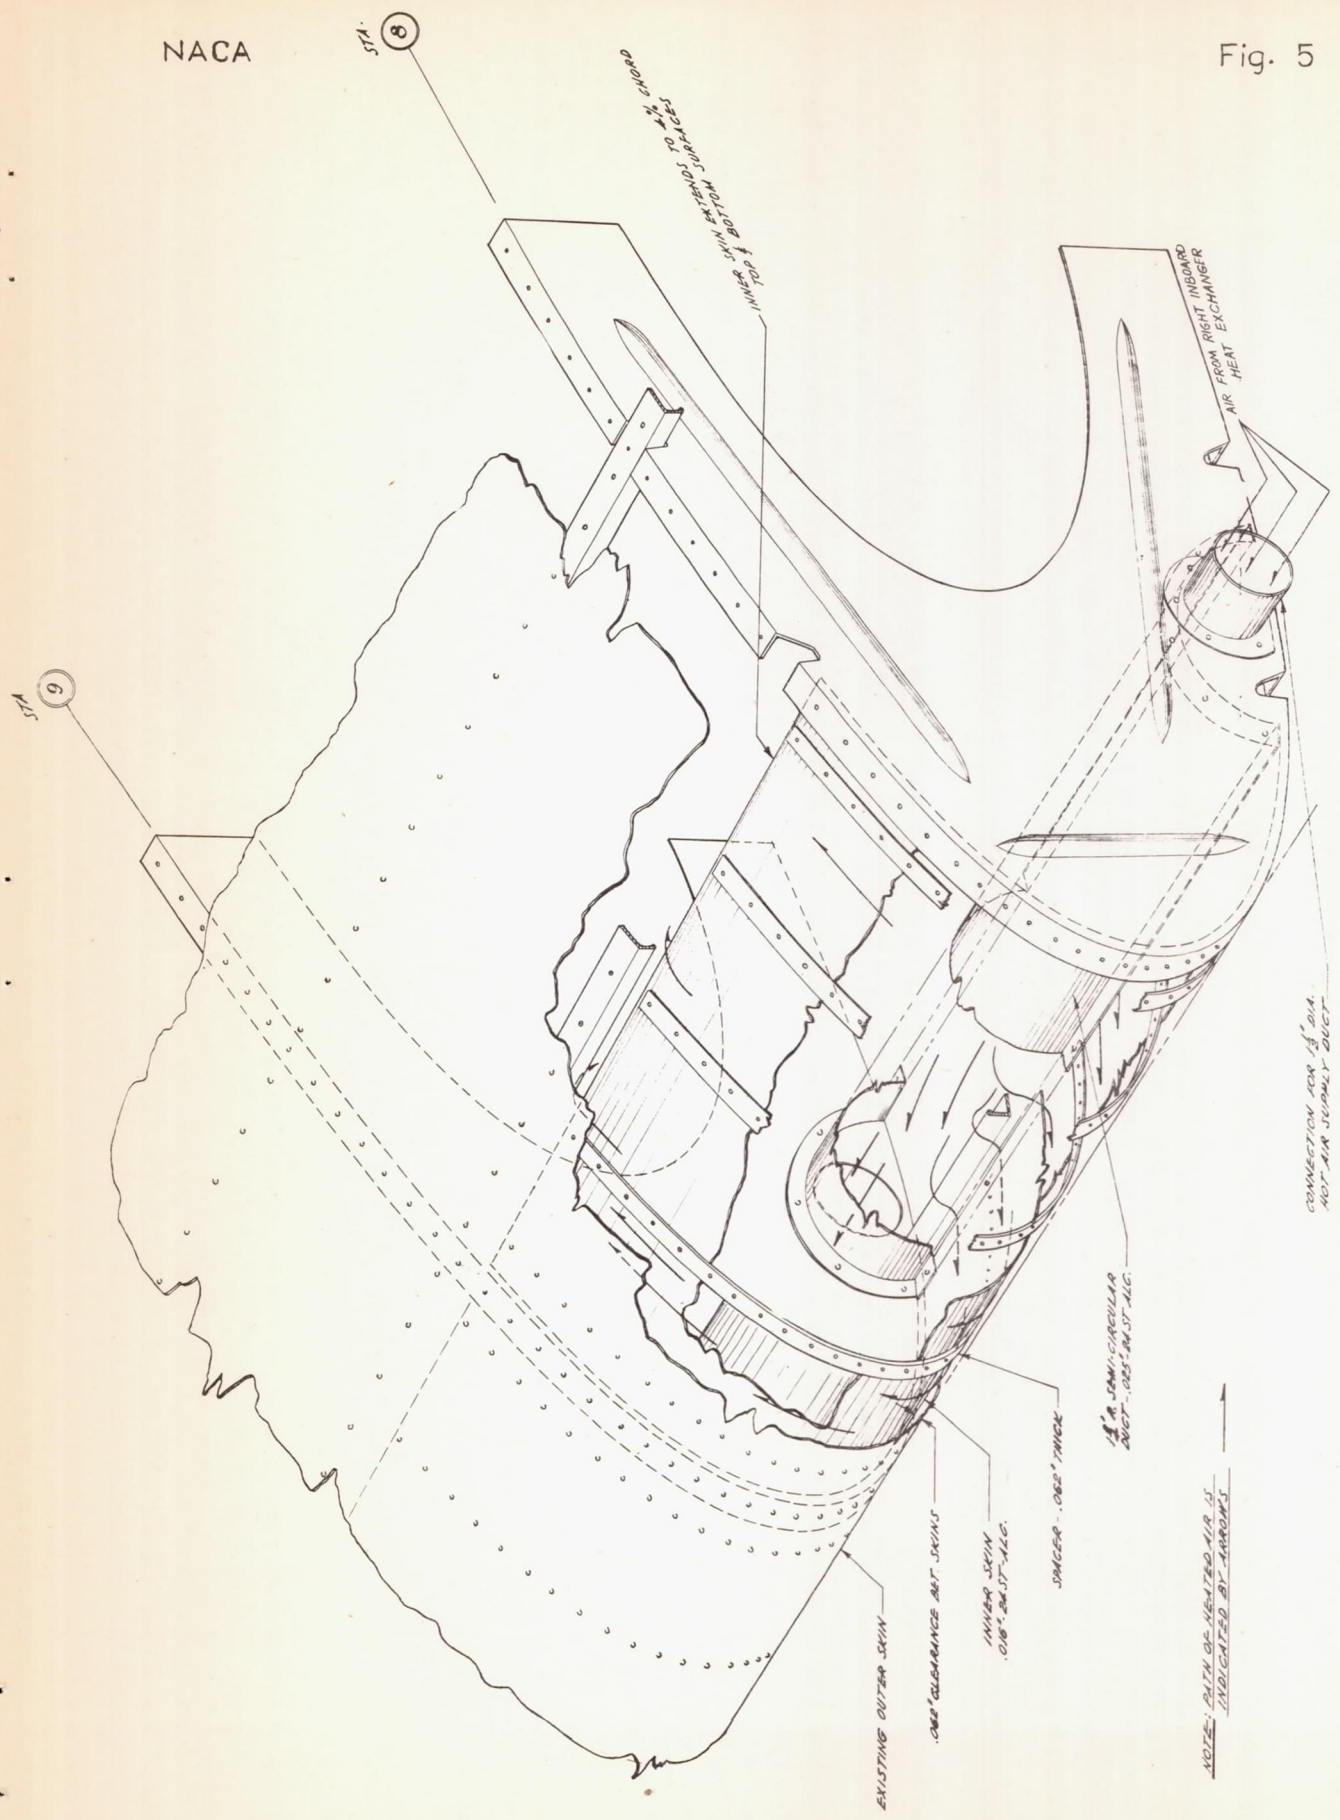 NACA
Fig. 5
STA.
8
INNER SKIN EXTENDS TO 4% CHORD
TOP & BOTTOM SURFACES
AIR FROM RIGHT INBOARD
HEAT EXCHANGER
STA
9
CONNECTION FOR 1½" DIA.
HOT AIR SUPPLY DUCT
1½" R. SEMI-CIRCULAR
DUCT-.025" 24 ST ALC.
SPACER-.062" THICK
INNER SKIN
.016" 24 ST-ALC.
.062" CLEARANCE BET. SKINS
EXISTING OUTER SKIN
NOTE: PATH OF HEATED AIR IS
INDICATED BY ARROWS